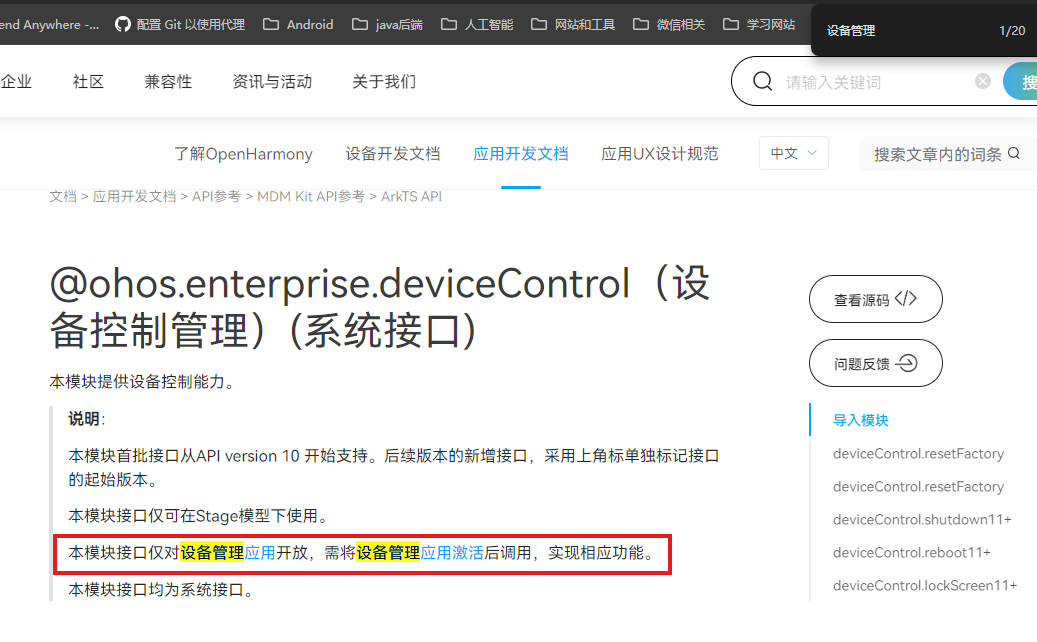 end Anywhere -... 配置 Git 以使用代理 Android java后端 人工智能 网站和工具 微信相关 学习网站
设备管理 1/20
企业 社区 兼容性 资讯与活动 关于我们
请输入关键词 搜
了解OpenHarmony 设备开发文档 应用开发文档 应用UX设计规范 中文 搜索文章内的词条
文档 > 应用开发文档 > API参考 > MDM Kit API参考 > ArkTS API
@ohos.enterprise.deviceControl（设
备控制管理）(系统接口)
本模块提供设备控制能力。
说明:
本模块首批接口从API version 10 开始支持。后续版本的新增接口，采用上角标单独标记接口
的起始版本。
本模块接口仅可在Stage模型下使用。
本模块接口仅对设备管理应用开放，需将设备管理应用激活后调用，实现相应功能。
本模块接口均为系统接口。
查看源码
问题反馈
导入模块
deviceControl.resetFactory
deviceControl.resetFactory
deviceControl.shutdown11+
deviceControl.reboot11+
deviceControl.lockScreen11+